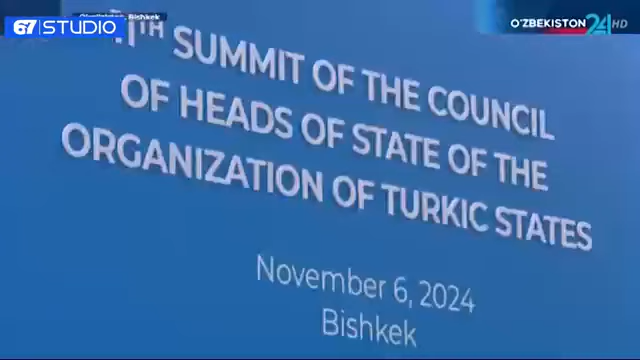 67 STUDIO
Bishkek
O'ZBEKISTON 24 HD
11TH SUMMIT OF THE COUNCIL
OF HEADS OF STATE OF THE
ORGANIZATION OF TURKIC STATES
November 6, 2024
Bishkek